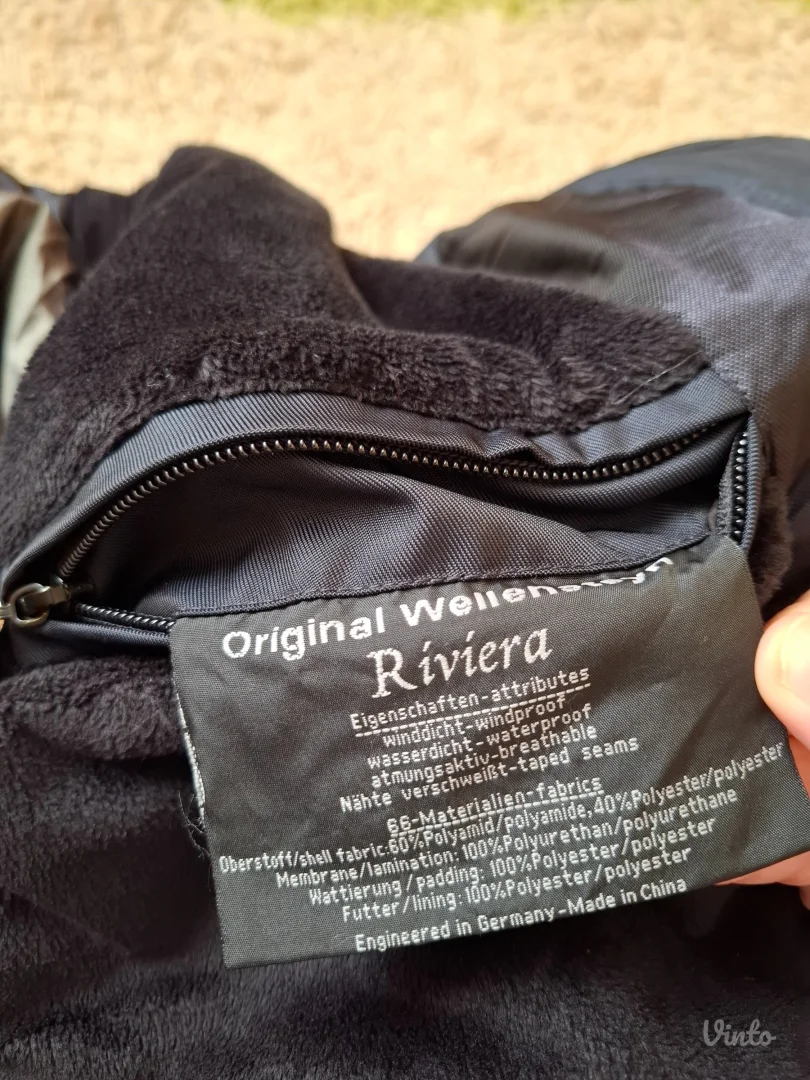 Original Wellensteyn
Riviera
Eigenschaften-attributes
winddicht-windproof
wasserdicht-waterproof
atmungsaktiv-breathable
Nähte verschweißt-taped seams
66-Materialien-fabrics
Oberstoff/shell fabric:60%Polyamid/polyamide,40%Polyester/polyester
Membrane/lamination:100%Polyurethan/polyurethane
Wattierung/padding:100%Polyester/polyester
Futter/lining:100%Polyester/polyester
Engineered in Germany-Made in China
Vinto